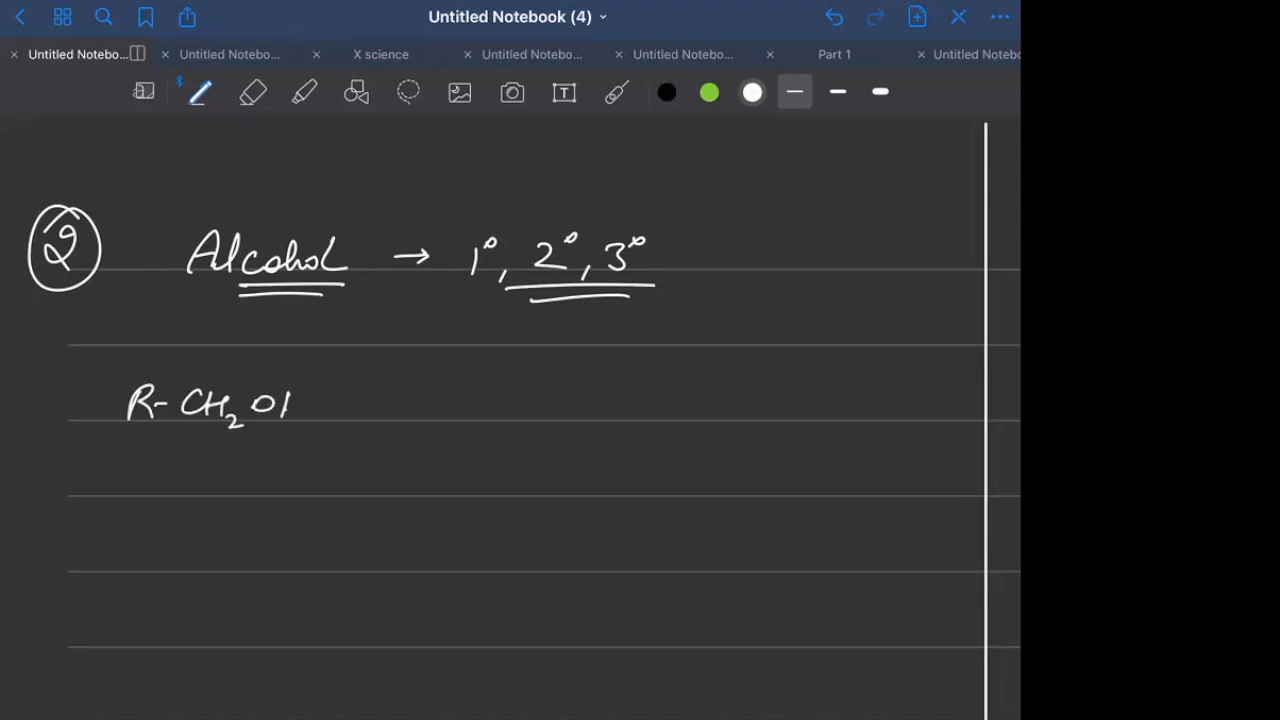 Untitled Notebook (4)
Untitled Notebo... Untitled Notebo... X science Untitled Notebo... Untitled Notebo... Part 1 Untitled Notebo
T
2 Alcohol → 1°, 2°, 3°
R- CH₂ OI